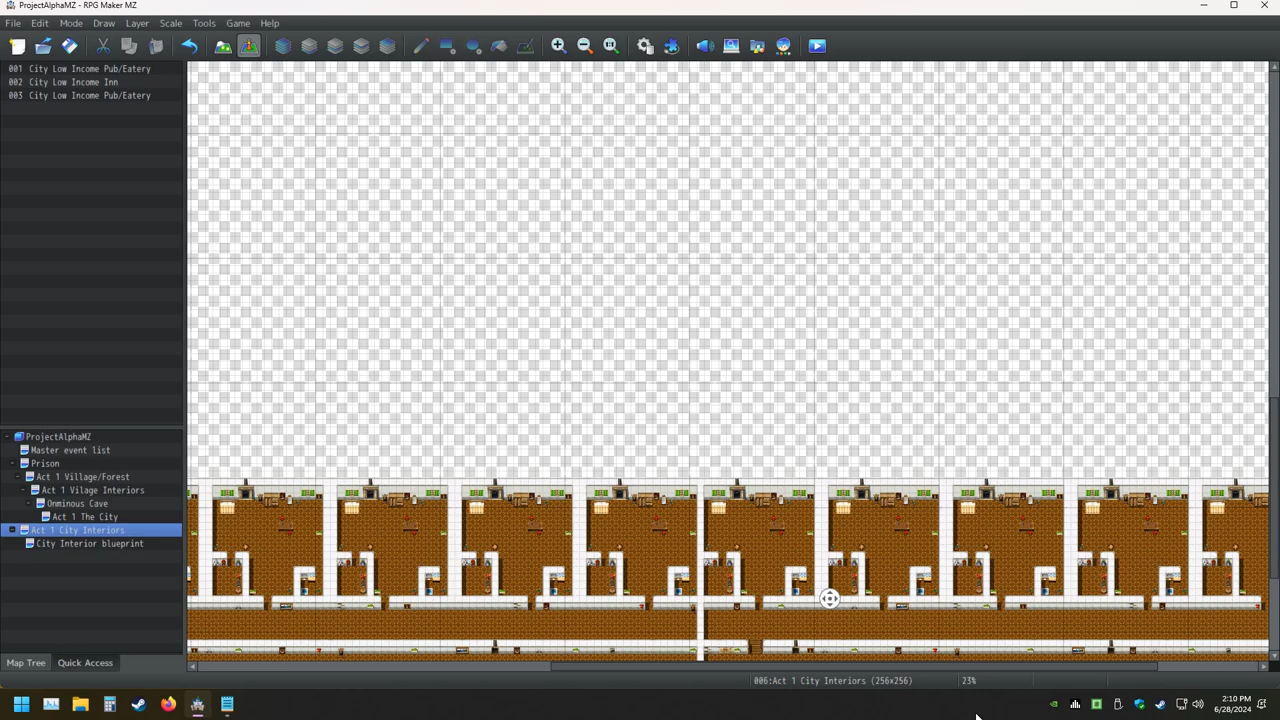 ProjectAlphaMZ - RPG Maker MZ
File Edit Mode Draw Layer Scale Tools Game Help
001 City Low Income Pub/Eatery
002 City Low Income Inn
003 City Low Income Pub/Eatery
ProjectAlphaMZ
Master event list
Prison
Act 1 Village/Forest
Act 1 Vilage Interiors
Omminous Cave
Act 1 The City
Act 1 City Interiors
City Interior blueprint
Map Tree Quick Access
006:Act 1 City Interiors (256x256) 23%
2:10 PM
6/28/2024